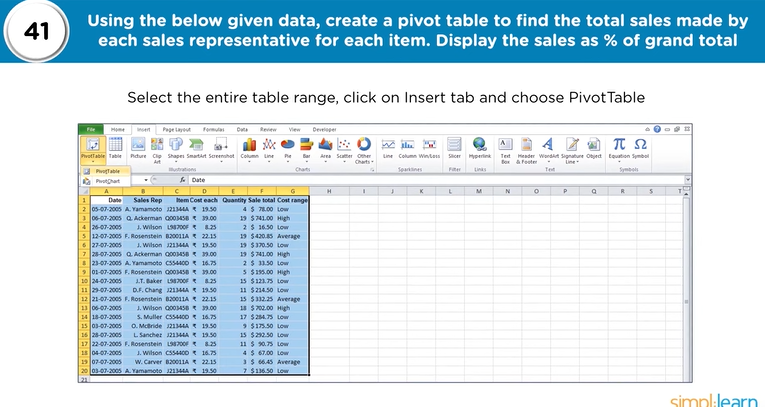 41
Using the below given data, create a pivot table to find the total sales made by
each sales representative for each item. Display the sales as % of grand total
Select the entire table range, click on Insert tab and choose PivotTable
File Home Insert Page Layout Formulas Data Review View Developer
PivotTable Table Picture Clip Art Shapes SmartArt Screenshot Column Line Pie Bar Area Scatter Other Charts Line Column Win/Loss Slicer Hyperlink Text Box Header & Footer WordArt Signature Line Object Equation Symbol
Illustrations Charts Sparklines Filter Links Text Symbols
PivotTable
PivotChart
fx Date
A B C D E F G H I J K L M N O P Q R S T
1 Date Sales Rep Item Cost each Quantity Sale total Cost range
2 05-07-2005 A. Yamamoto J21344A ₹ 19.50 4 $ 78.00 Low
3 06-07-2005 Q. Ackerman Q00345B ₹ 39.00 19 $ 741.00 High
4 26-07-2005 J. Wilson L98700F ₹ 8.25 2 $ 16.50 Low
5 12-07-2005 F. Rosenstein B20011A ₹ 22.15 19 $420.85 Average
6 27-07-2005 J. Wilson J21344A ₹ 19.50 19 $370.50 Low
7 28-07-2005 Q. Ackerman Q00345B ₹ 39.00 19 $741.00 High
8 23-07-2005 A. Yamamoto C55440D ₹ 16.75 2 $ 33.50 Low
9 01-07-2005 F. Rosenstein Q00345B ₹ 39.00 5 $195.00 High
10 24-07-2005 J.T. Baker L98700F ₹ 8.25 15 $123.75 Low
11 29-07-2005 D.F. Chang J21344A ₹ 19.50 11 $214.50 Low
12 21-07-2005 F. Rosenstein B20011A ₹ 22.15 15 $332.25 Average
13 06-07-2005 J. Wilson Q00345B ₹ 39.00 18 $702.00 High
14 18-07-2005 S. Muller C55440D ₹ 16.75 17 $284.75 Low
15 03-07-2005 O. McBride J21344A ₹ 19.50 9 $175.50 Low
16 28-07-2005 L. Sanchez J21344A ₹ 19.50 15 $292.50 Low
17 22-07-2005 F. Rosenstein L98700F ₹ 8.25 11 $ 90.75 Low
18 04-07-2005 J. Wilson C55440D ₹ 16.75 4 $ 67.00 Low
19 07-07-2005 W. Carver B20011A ₹ 22.15 3 $ 66.45 Average
20 03-07-2005 A. Yamamoto J21344A ₹ 19.50 7 $136.50 Low
21
simplilearn